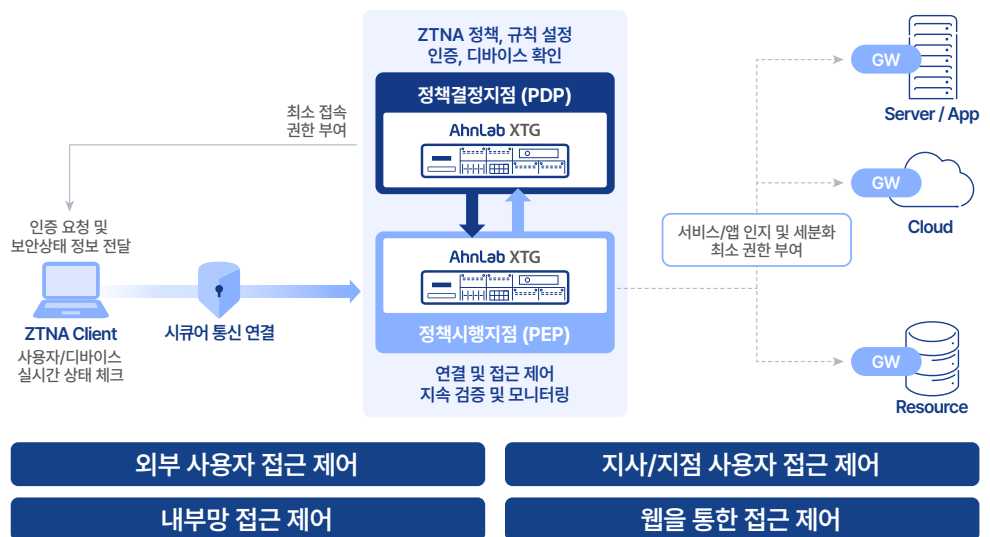 ZTNA 정책, 규칙 설정
인증, 디바이스 확인
정책결정지점 (PDP)
AhnLab XTG
최소 접속
권한 부여
인증 요청 및
보안상태 정보 전달
ZTNA Client
사용자/디바이스
실시간 상태 체크
시큐어 통신 연결
AhnLab XTG
정책시행지점 (PEP)
연결 및 접근 제어
지속 검증 및 모니터링
서비스/앱 인지 및 세분화
최소 권한 부여
GW
Server / App
GW
Cloud
GW
Resource
외부 사용자 접근 제어
지사/지점 사용자 접근 제어
내부망 접근 제어
웹을 통한 접근 제어